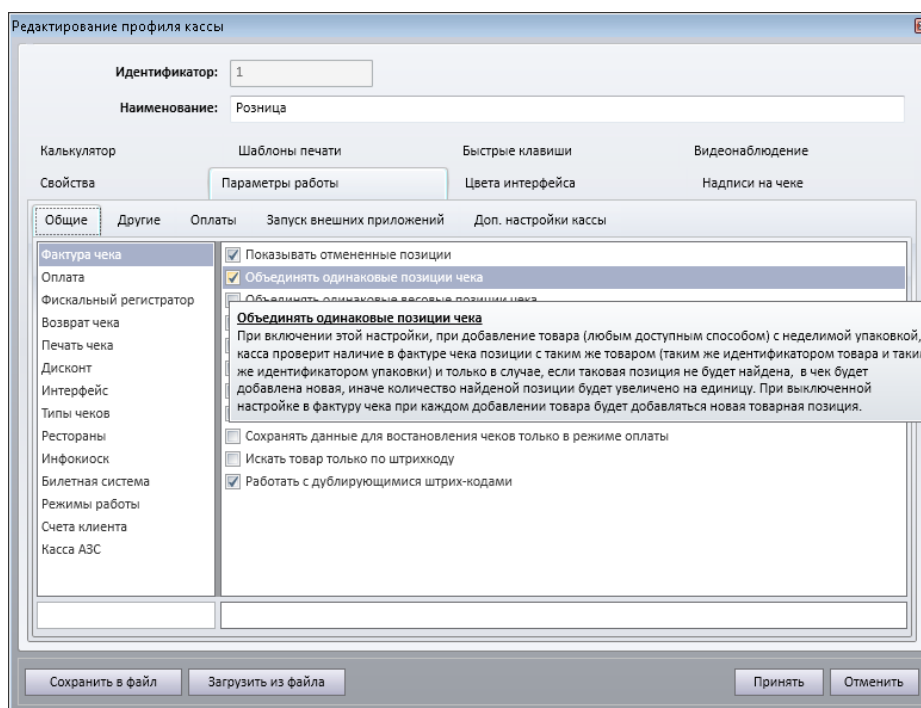 Редактирование профиля кассы
Идентификатор: 1
Наименование: Розница
Калькулятор Шаблоны печати Быстрые клавиши Видеонаблюдение
Свойства Параметры работы Цвета интерфейса Надписи на чеке
Общие Другие Оплаты Запуск внешних приложений Доп. настройки кассы
Фактура чека
Оплата
Фискальный регистратор
Возврат чека
Печать чека
Дисконт
Интерфейс
Типы чеков
Рестораны
Инфокиоск
Билетная система
Режимы работы
Счета клиента
Касса АЗС
Показывать отмененные позиции
Объединять одинаковые позиции чека
Объединять одинаковые весовые позиции чека
Объединять одинаковые позиции чека
При включении этой настройки, при добавление товара (любым доступным способом) с неделимой упаковкой,
касса проверит наличие в фактуре чека позиции с таким же товаром (таким же идентификатором товара и таки
же идентификатором упаковки) и только в случае, если таковая позиция не будет найдена, в чек будет
добавлена новая, иначе количество найденой позиции будет увеличено на единицу. При выключенной
настройке в фактуру чека при каждом добавлении товара будет добавляться новая товарная позиция.
Сохранять данные для востановления чеков только в режиме оплаты
Искать товар только по штрихкоду
Работать с дублирующимися штрих-кодами
Сохранить в файл Загрузить из файла Принять Отменить